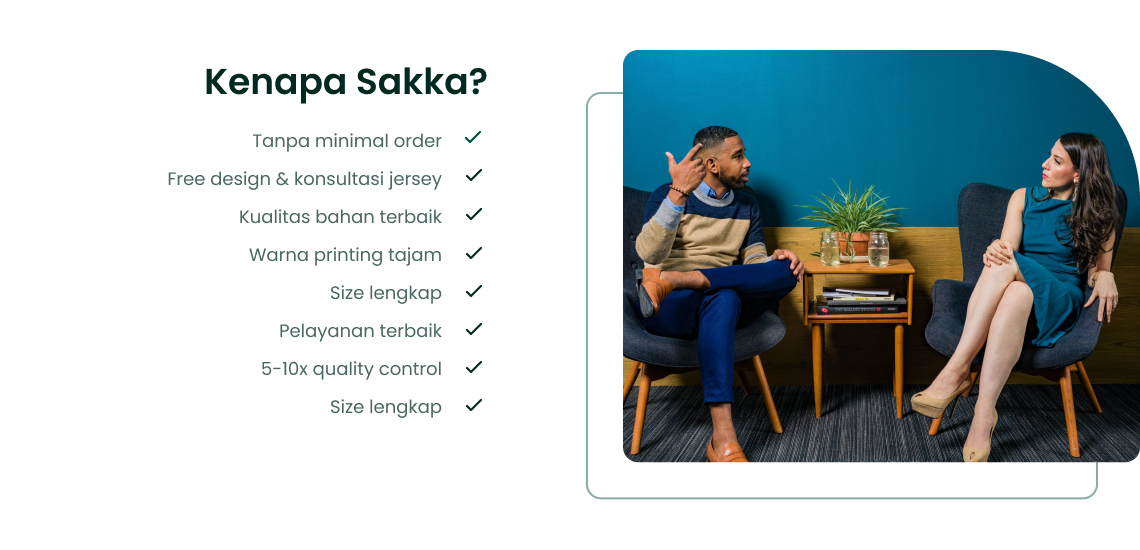 Kenapa Sakka?
Tanpa minimal order
Free design & konsultasi jersey
Kualitas bahan terbaik
Warna printing tajam
Size lengkap
Pelayanan terbaik
5-10x quality control
Size lengkap